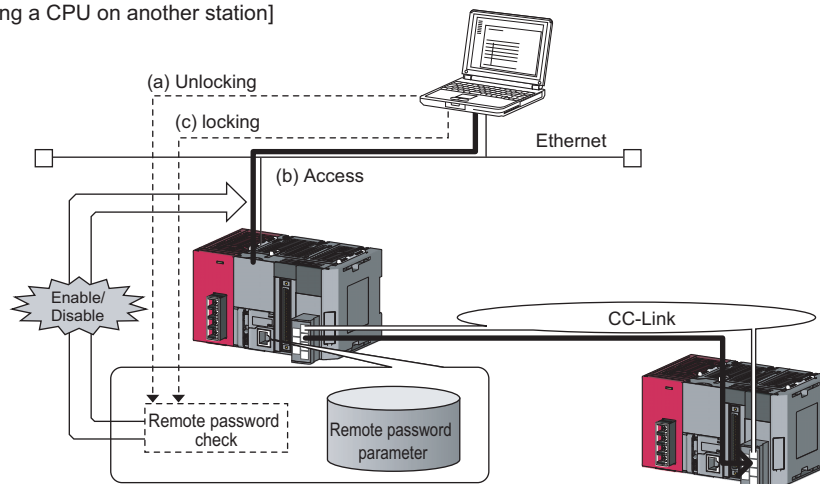 ng a CPU on another station]
(a) Unlocking
(c) locking
Ethernet
(b) Access
Enable/
Disable
CC-Link
Remote password
check
Remote password
parameter